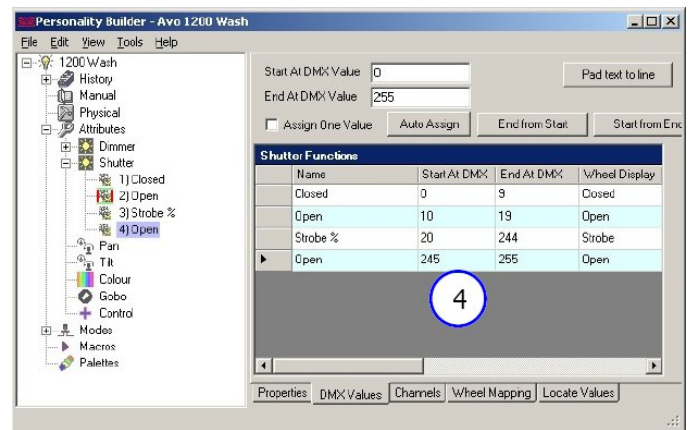 Personality Builder - Avo 1200 Wash
File Edit View Tools Help
1200 Wash
History
Manual
Physical
Attributes
Dimmer
Shutter
1) Closed
2) Open
3) Strobe %
4) Open
Pan
Tilt
Colour
Gobo
Control
Modes
Macros
Palettes
Start At DMX Value 0
Pad text to line
End At DMX Value 255
Assign One Value Auto Assign End from Start Start from End
Shutter Functions
Name Start At DMX End At DMX Wheel Display
Closed 0 9 Closed
Open 10 19 Open
Strobe % 20 244 Strobe
Open 245 255 Open
4
Properties DMX Values Channels Wheel Mapping Locate Values